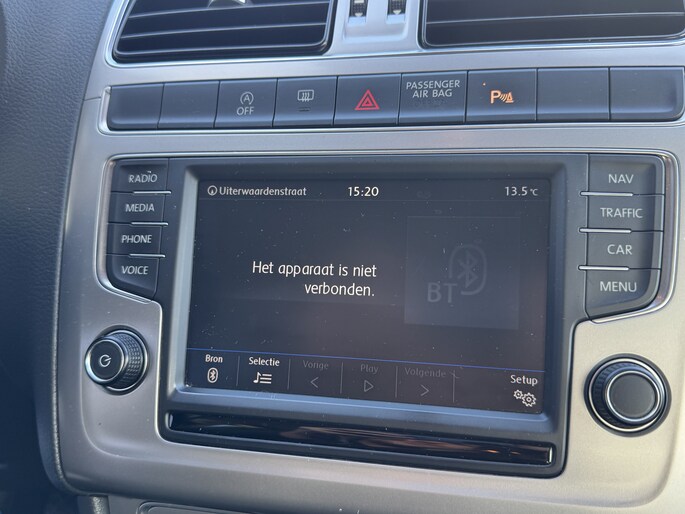 OFF
PASSENGER
AIR BAG
P
RADIO
MEDIA
PHONE
VOICE
Uiterwaardenstraat 15:20 13.5 °C
Het apparaat is niet
verbonden.
BT
Bron Selectie Vorige Play Volgende Setup
NAV
TRAFFIC
CAR
MENU